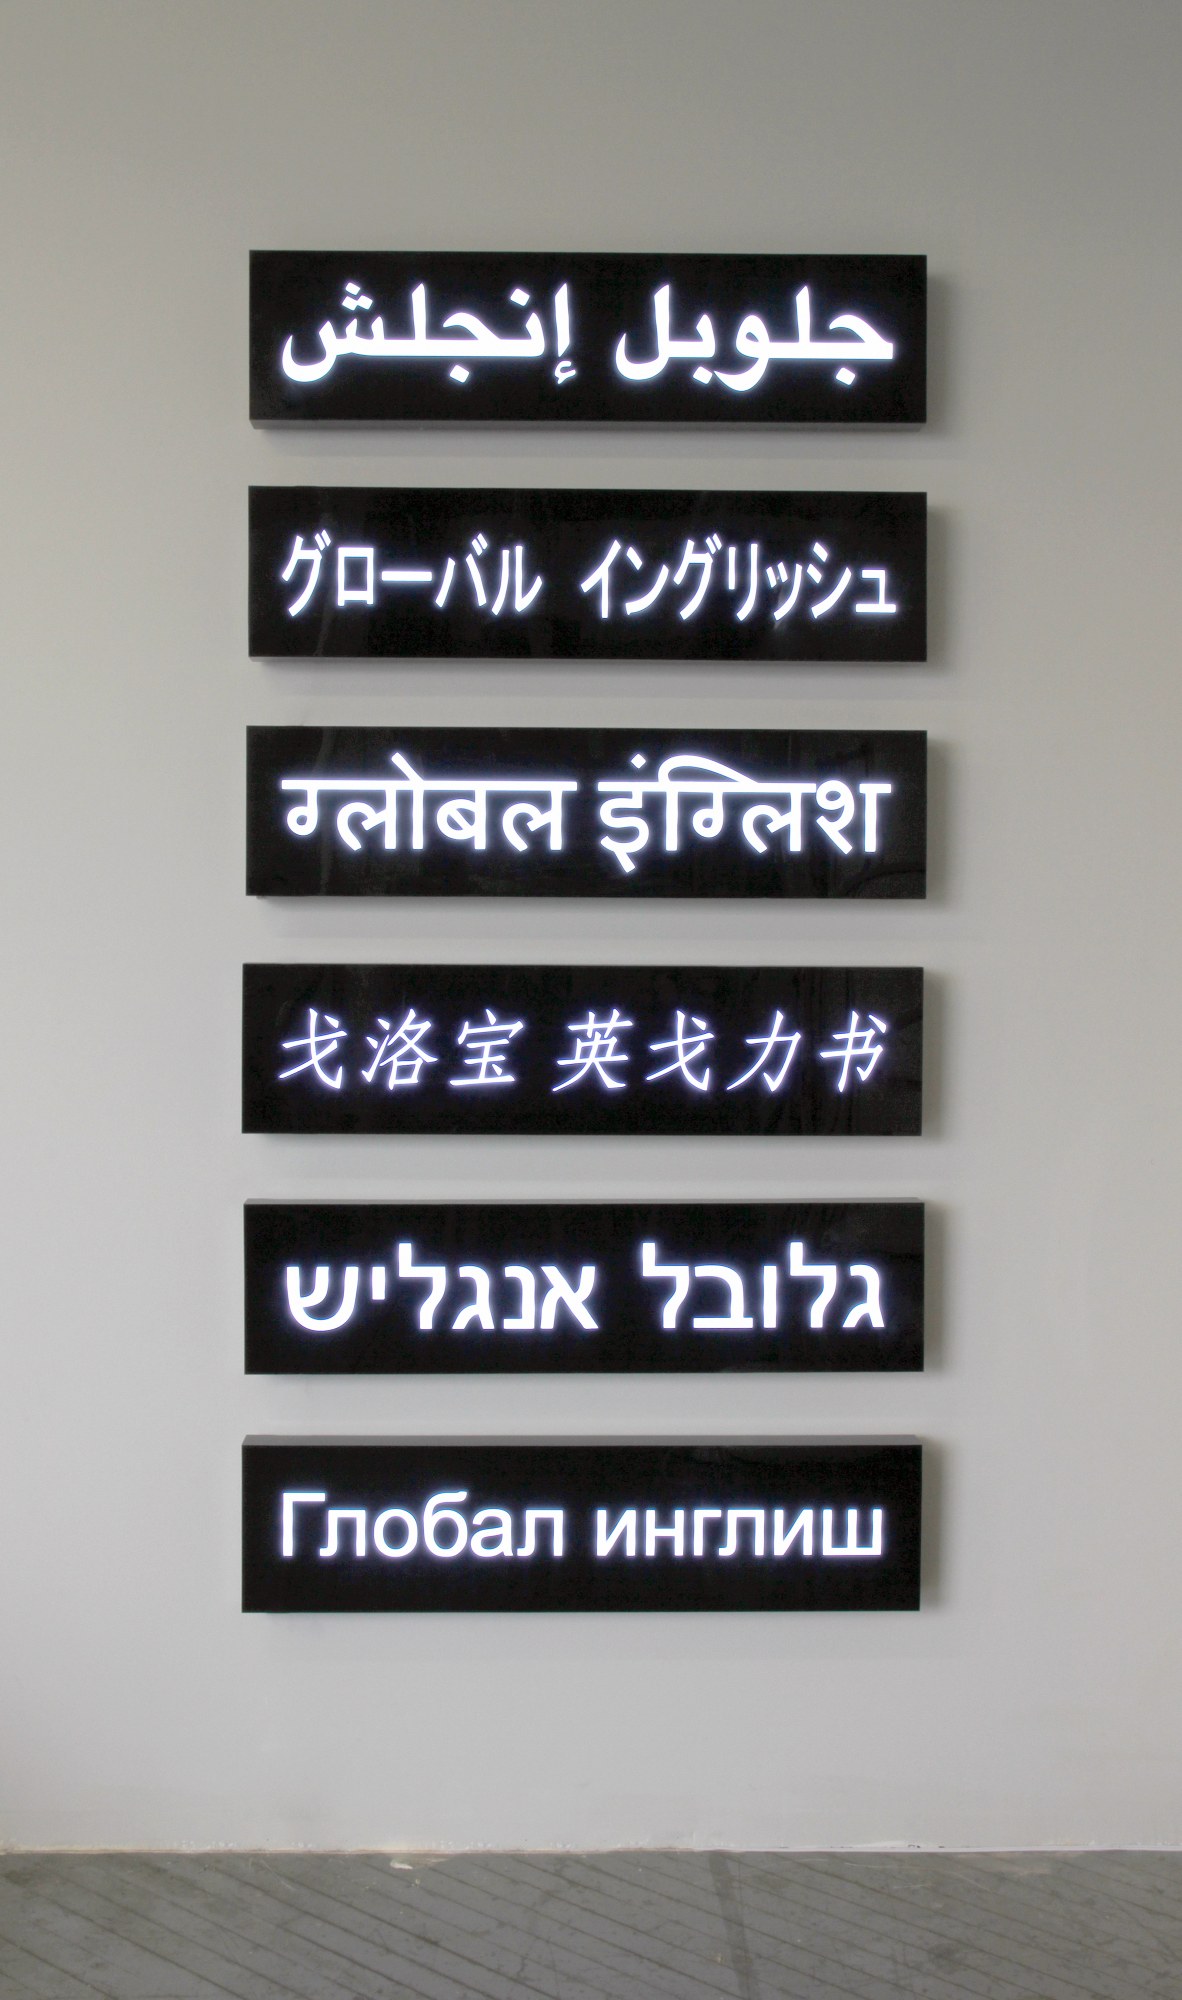 جلوبل إنجلش
グローバル イングリッシュ
ग्लोबल इंग्लिश
戈洛宝 英戈力书
גלובל אנגליש
Глобал инглиш